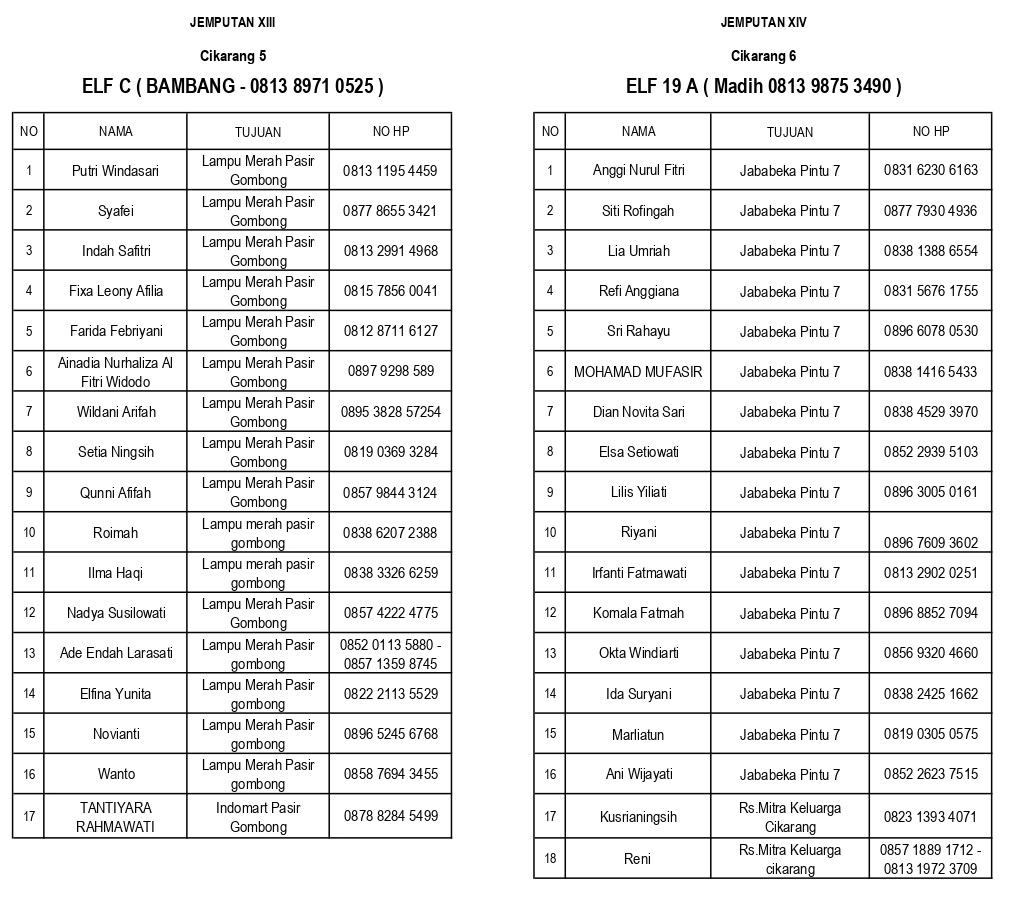 JEMPUTAN XIII
Cikarang 5
ELF C ( BAMBANG - 0813 8971 0525 )
NO NAMA TUJUAN NO HP
1 Putri Windasari Lampu Merah Pasir Gombong 0813 1195 4459
2 Syafei Lampu Merah Pasir Gombong 0877 8655 3421
3 Indah Safitri Lampu Merah Pasir Gombong 0813 2991 4968
4 Fixa Leony Afilia Lampu Merah Pasir Gombong 0815 7856 0041
5 Farida Febriyani Lampu Merah Pasir Gombong 0812 8711 6127
6 Ainadia Nurhaliza Al Fitri Widodo Lampu Merah Pasir Gombong 0897 9298 589
7 Wildani Arifah Lampu Merah Pasir Gombong 0895 3828 57254
8 Setia Ningsih Lampu Merah Pasir Gombong 0819 0369 3284
9 Qunni Afifah Lampu Merah Pasir Gombong 0857 9844 3124
10 Roimah Lampu merah pasir gombong 0838 6207 2388
11 Ilma Haqi Lampu merah pasir gombong 0838 3326 6259
12 Nadya Susilowati Lampu Merah Pasir Gombong 0857 4222 4775
13 Ade Endah Larasati Lampu Merah Pasir gombong 0852 0113 5880 - 0857 1359 8745
14 Elfina Yunita Lampu Merah Pasir gombong 0822 2113 5529
15 Novianti Lampu Merah Pasir gombong 0896 5245 6768
16 Wanto Lampu Merah Pasir gombong 0858 7694 3455
17 TANTIYARA RAHMAWATI Indomart Pasir Gombong 0878 8284 5499
JEMPUTAN XIV
Cikarang 6
ELF 19 A ( Madih 0813 9875 3490 )
NO NAMA TUJUAN NO HP
1 Anggi Nurul Fitri Jababeka Pintu 7 0831 6230 6163
2 Siti Rofingah Jababeka Pintu 7 0877 7930 4936
3 Lia Umriah Jababeka Pintu 7 0838 1388 6554
4 Refi Anggiana Jababeka Pintu 7 0831 5676 1755
5 Sri Rahayu Jababeka Pintu 7 0896 6078 0530
6 MOHAMAD MUFASIR Jababeka Pintu 7 0838 1416 5433
7 Dian Novita Sari Jababeka Pintu 7 0838 4529 3970
8 Elsa Setiowati Jababeka Pintu 7 0852 2939 5103
9 Lilis Yiliati Jababeka Pintu 7 0896 3005 0161
10 Riyani Jababeka Pintu 7 0896 7609 3602
11 Irfanti Fatmawati Jababeka Pintu 7 0813 2902 0251
12 Komala Fatmah Jababeka Pintu 7 0896 8852 7094
13 Okta Windiarti Jababeka Pintu 7 0856 9320 4660
14 Ida Suryani Jababeka Pintu 7 0838 2425 1662
15 Marliatun Jababeka Pintu 7 0819 0305 0575
16 Ani Wijayati Jababeka Pintu 7 0852 2623 7515
17 Kusrianingsih Rs.Mitra Keluarga Cikarang 0823 1393 4071
18 Reni Rs.Mitra Keluarga cikarang 0857 1889 1712 - 0813 1972 3709